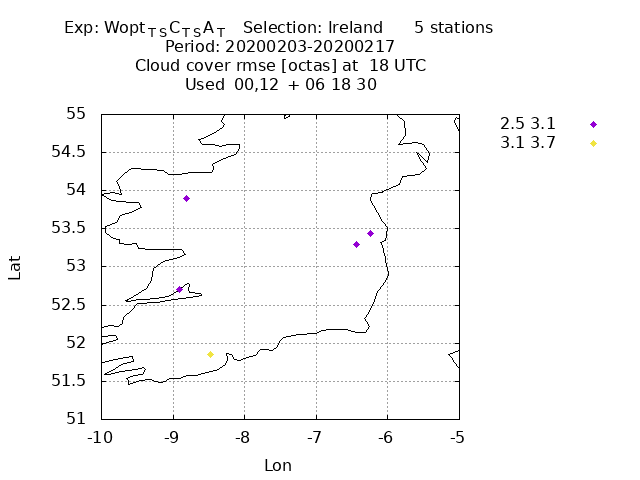 Exp: Wopt_TS C_TS A_T Selection: Ireland 5 stations
Period: 20200203-20200217
Cloud cover rmse [octas] at 18 UTC
Used 00,12 + 06 18 30
2.5 3.1
3.1 3.7
55
54.5
54
53.5
53
52.5
52
51.5
51
Lat
-10 -9 -8 -7 -6 -5
Lon